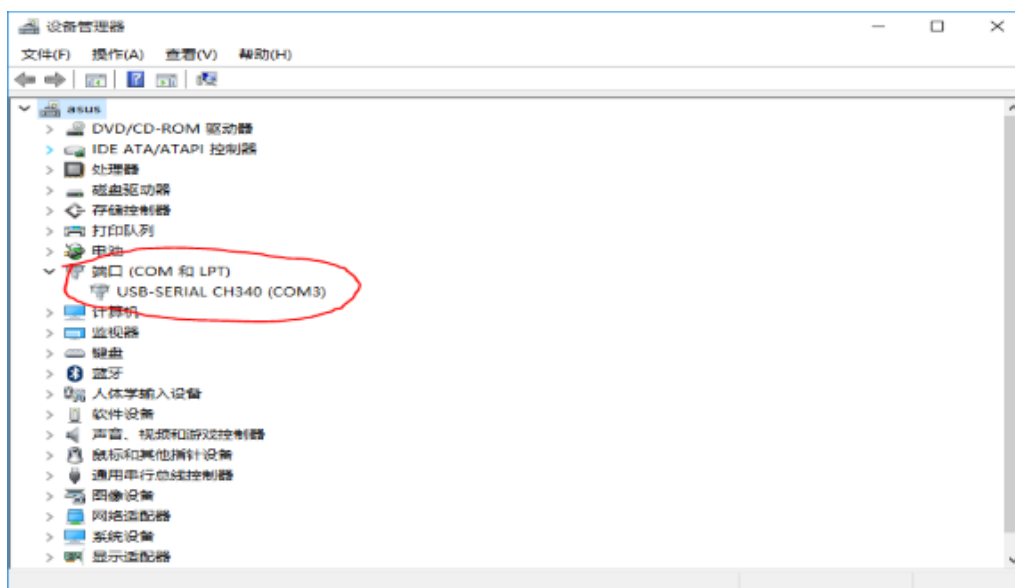 设备管理器
文件(F) 操作(A) 查看(V) 帮助(H)
asus
DVD/CD-ROM 驱动器
IDE ATA/ATAPI 控制器
处理器
磁盘驱动器
存储控制器
打印队列
电池
端口 (COM 和 LPT)
USB-SERIAL CH340 (COM3)
计算机
监视器
键盘
蓝牙
人体学输入设备
软件设备
声音、视频和游戏控制器
鼠标和其他指针设备
通用串行总线控制器
图像设备
网络适配器
系统设备
显示适配器